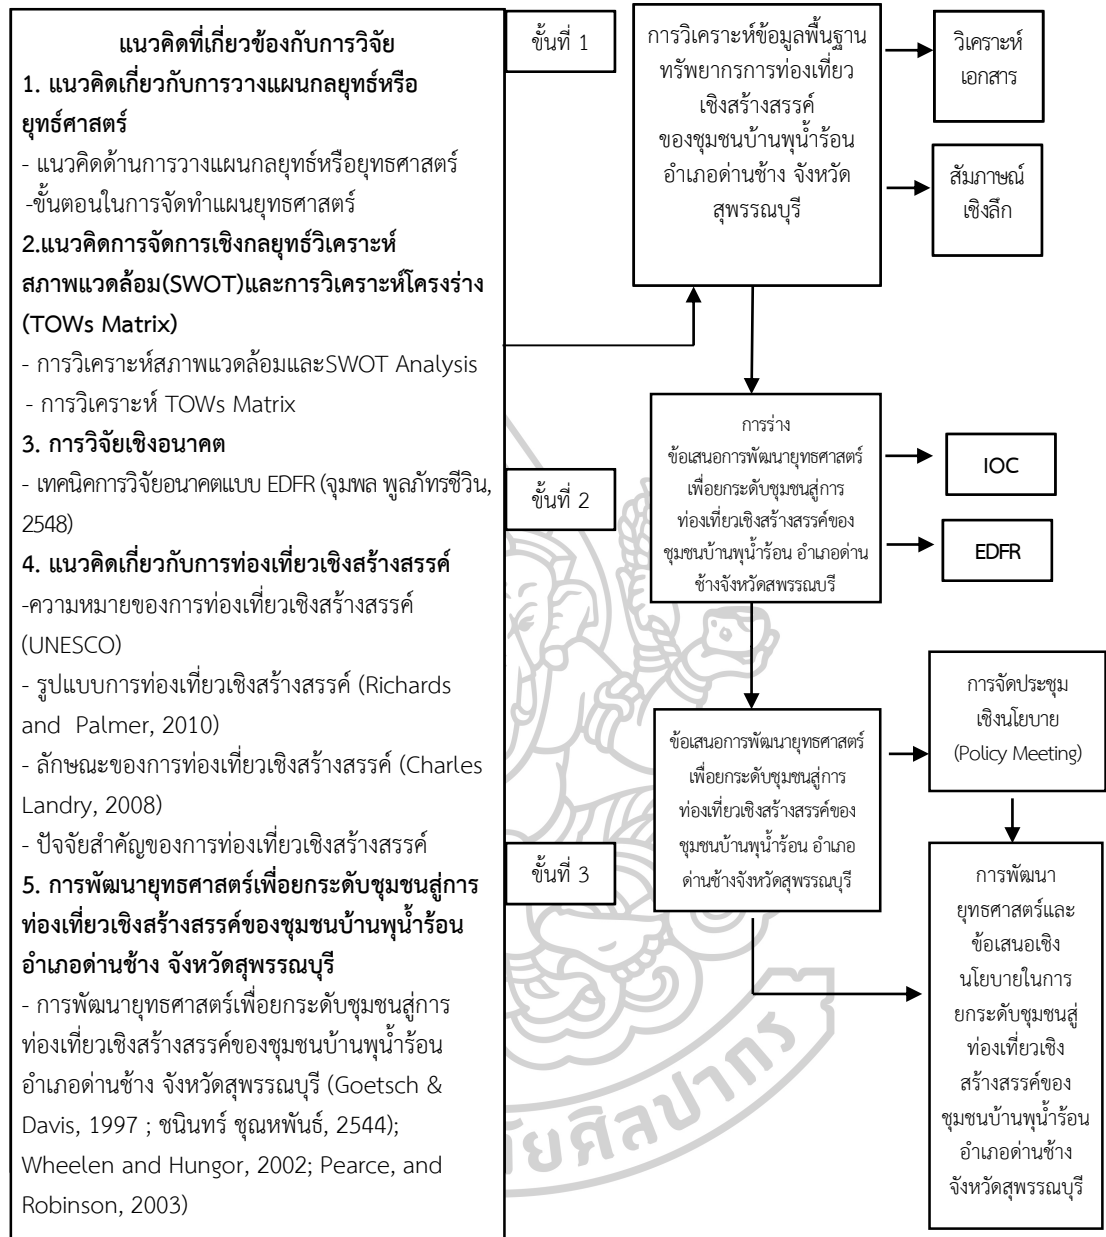 แนวคิดที่เกี่ยวข้องกับการวิจัย
1. แนวคิดเกี่ยวกับการวางแผนกลยุทธ์หรือ
ยุทธ์ศาสตร์
- แนวคิดด้านการวางแผนกลยุทธ์หรือยุทธศาสตร์
-ขั้นตอนในการจัดทำแผนยุทธศาสตร์
2.แนวคิดการจัดการเชิงกลยุทธ์วิเคราะห์
สภาพแวดล้อม(SWOT)และการวิเคราะห์โครงร่าง
(TOWs Matrix)
- การวิเคราะห์สภาพแวดล้อมและSWOT Analysis
- การวิเคราะห์ TOWs Matrix
3. การวิจัยเชิงอนาคต
- เทคนิคการวิจัยอนาคตแบบ EDFR (จุมพล พูลภัทรชีวิน,
2548)
4. แนวคิดเกี่ยวกับการท่องเที่ยวเชิงสร้างสรรค์
-ความหมายของการท่องเที่ยวเชิงสร้างสรรค์
(UNESCO)
- รูปแบบการท่องเที่ยวเชิงสร้างสรรค์ (Richards
and Palmer, 2010)
- ลักษณะของการท่องเที่ยวเชิงสร้างสรรค์ (Charles
Landry, 2008)
- ปัจจัยสำคัญของการท่องเที่ยวเชิงสร้างสรรค์
5. การพัฒนายุทธศาสตร์เพื่อยกระดับชุมชนสู่การ
ท่องเที่ยวเชิงสร้างสรรค์ของชุมชนบ้านพุน้ำร้อน
อำเภอด่านช้าง จังหวัดสุพรรณบุรี
- การพัฒนายุทธศาสตร์เพื่อยกระดับชุมชนสู่การ
ท่องเที่ยวเชิงสร้างสรรค์ของชุมชนบ้านพุน้ำร้อน
อำเภอด่านช้าง จังหวัดสุพรรณบุรี (Goetsch &
Davis, 1997 ; ชนินทร์ ชุณหพันธ์, 2544);
Wheelen and Hungor, 2002; Pearce, and
Robinson, 2003)
ขั้นที่ 1
การวิเคราะห์ข้อมูลพื้นฐาน
ทรัพยากรการท่องเที่ยว
เชิงสร้างสรรค์
ของชุมชนบ้านพุน้ำร้อน
อำเภอด่านช้าง จังหวัด
สุพรรณบุรี
วิเคราะห์
เอกสาร
สัมภาษณ์
เชิงลึก
ขั้นที่ 2
การร่าง
ข้อเสนอการพัฒนายุทธศาสตร์
เพื่อยกระดับชุมชนสู่การ
ท่องเที่ยวเชิงสร้างสรรค์ของ
ชุมชนบ้านพุน้ำร้อน อำเภอด่าน
ช้างจังหวัดสุพรรณบุรี
IOC
EDFR
ขั้นที่ 3
ข้อเสนอการพัฒนายุทธศาสตร์
เพื่อยกระดับชุมชนสู่การ
ท่องเที่ยวเชิงสร้างสรรค์ของ
ชุมชนบ้านพุน้ำร้อน อำเภอ
ด่านช้างจังหวัดสุพรรณบุรี
การจัดประชุม
เชิงนโยบาย
(Policy Meeting)
การพัฒนา
ยุทธศาสตร์และ
ข้อเสนอเชิง
นโยบายในการ
ยกระดับชุมชนสู่
ท่องเที่ยวเชิง
สร้างสรรค์ของ
ชุมชนบ้านพุน้ำร้อน
อำเภอด่านช้าง
จังหวัดสุพรรณบุรี